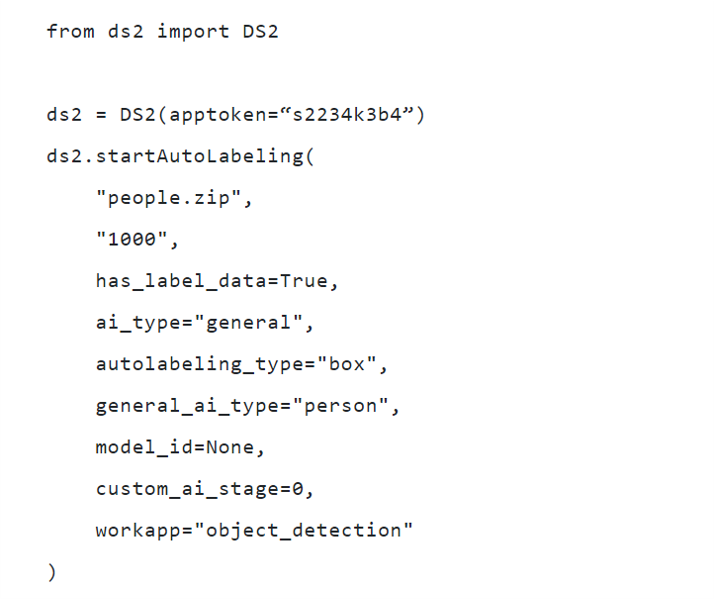 from ds2 import DS2
ds2 = DS2(apptoken=“s2234k3b4”)
ds2.startAutoLabeling(
"people.zip",
"1000",
has_label_data=True,
ai_type="general",
autolabeling_type="box",
general_ai_type="person",
model_id=None,
custom_ai_stage=0,
workapp="object_detection"
)